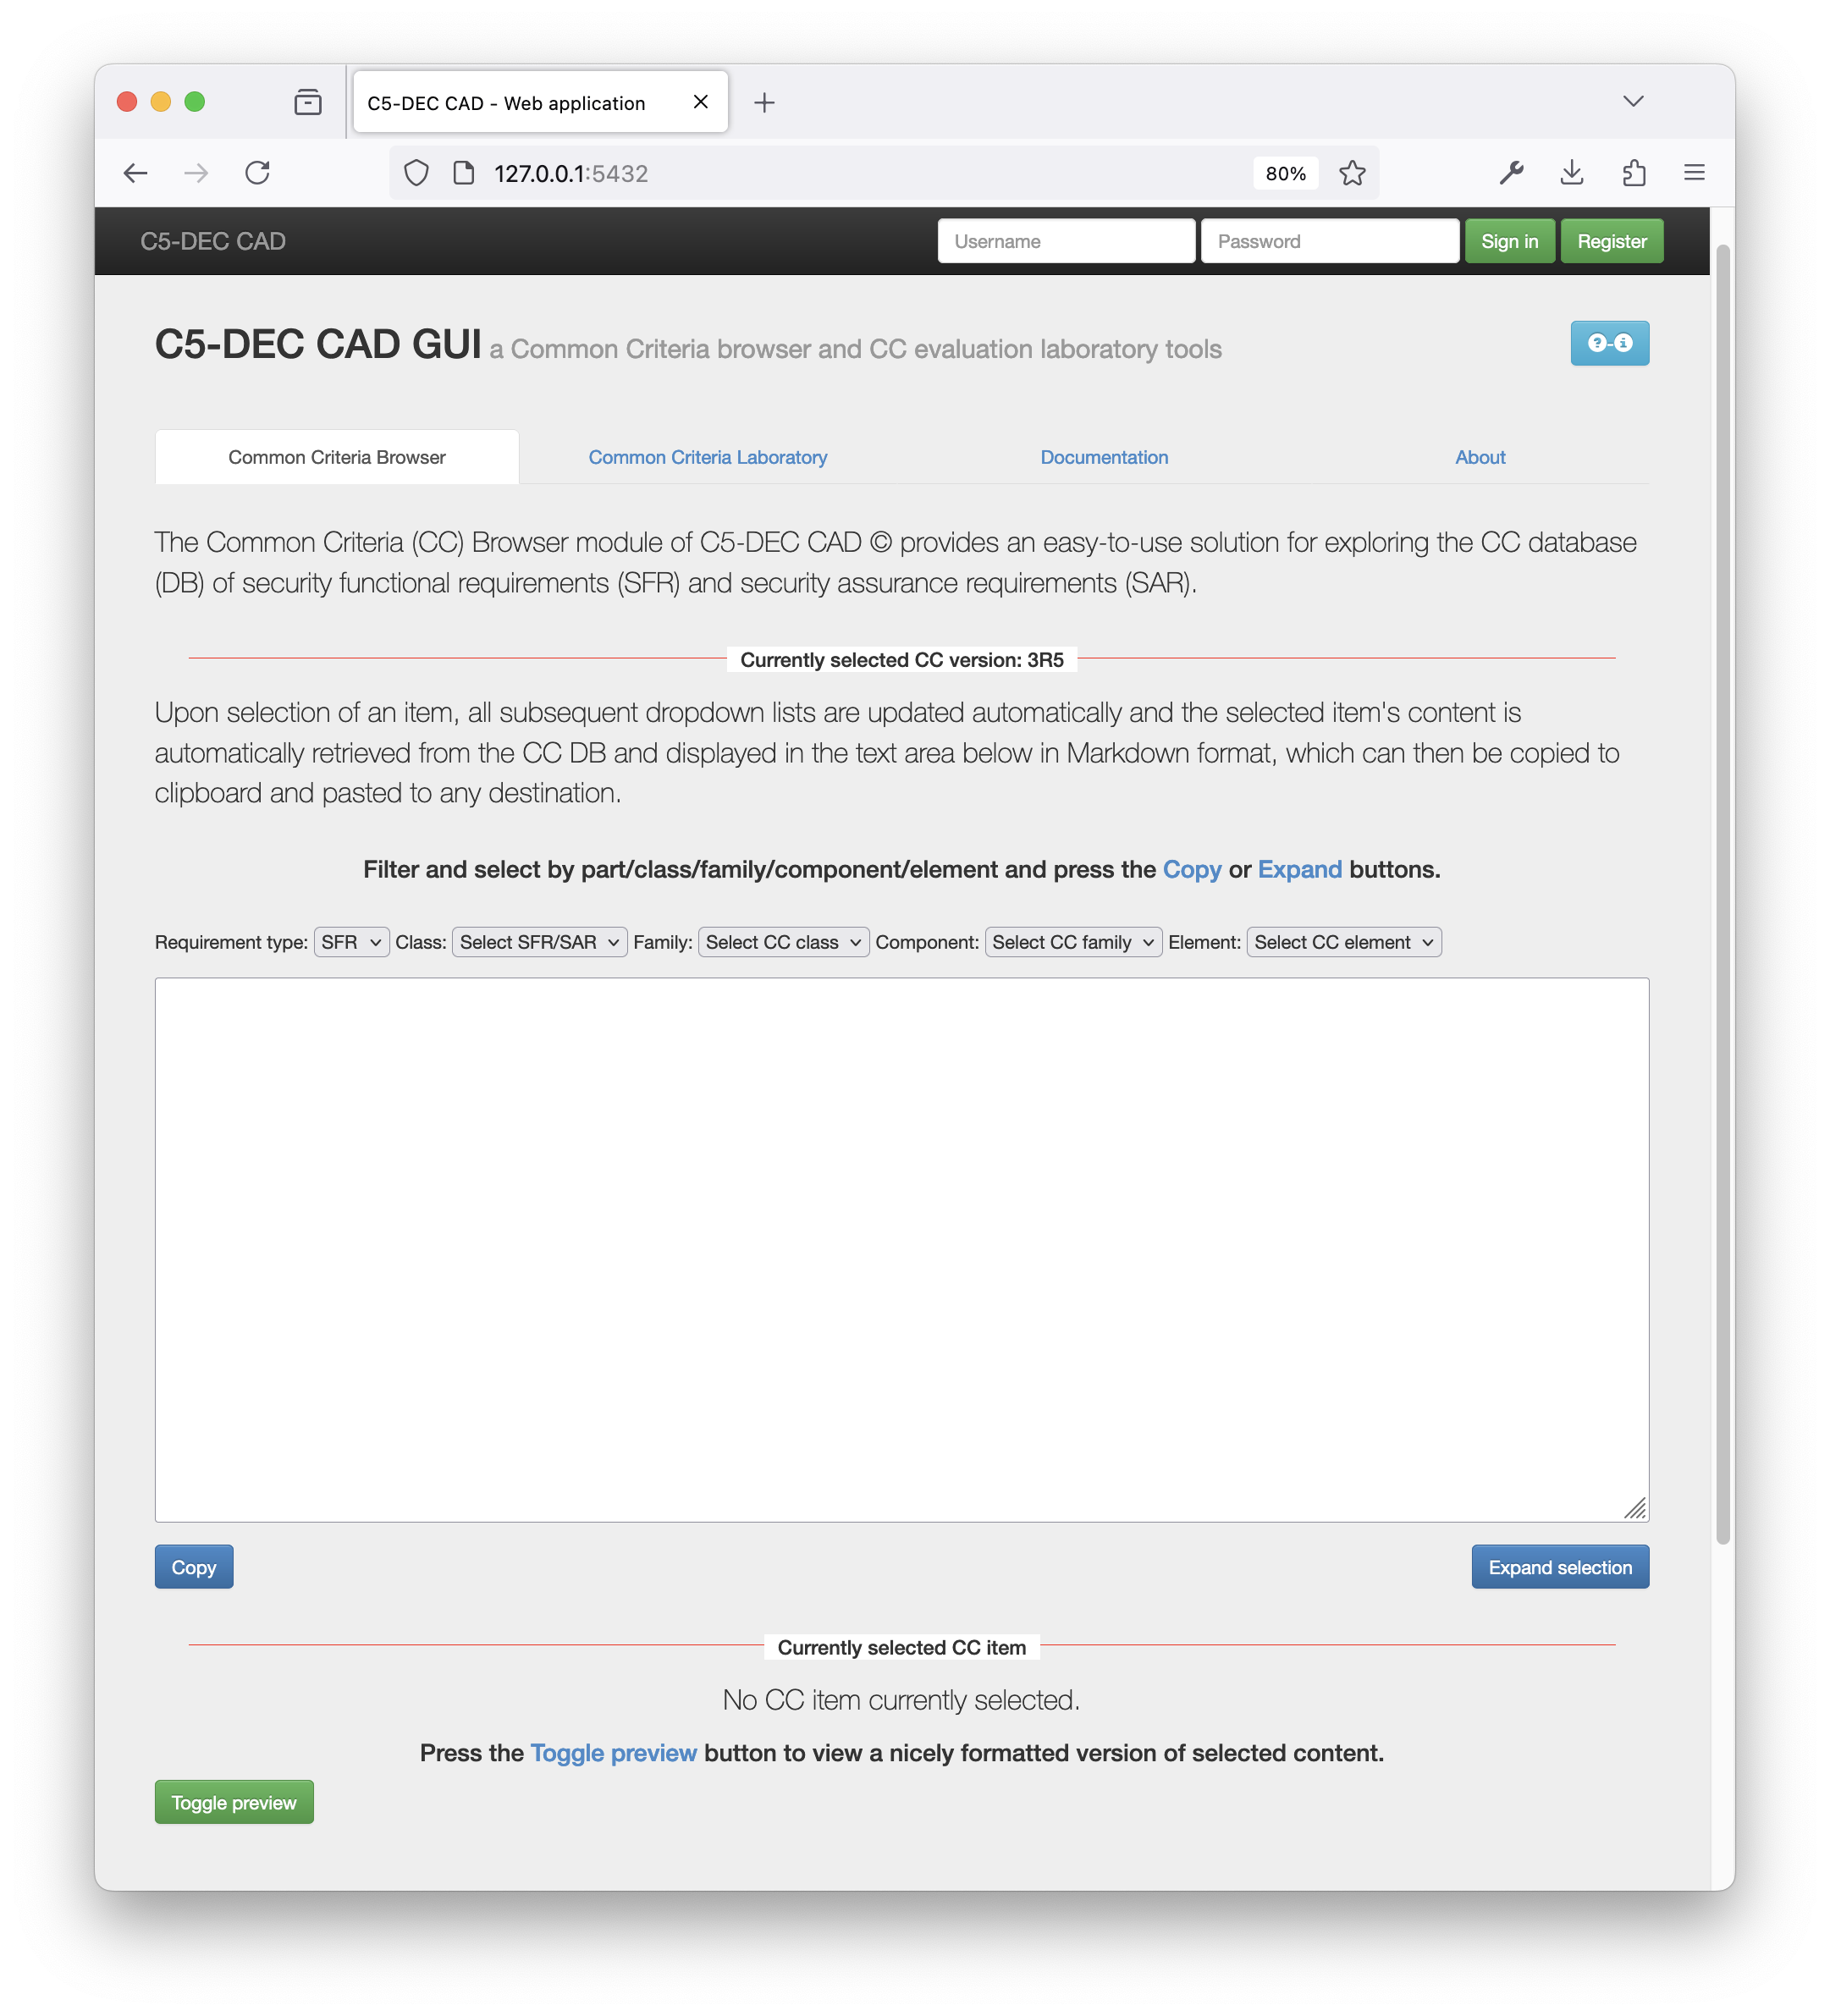 C5-DEC CAD - Web application
127.0.0.1:5432
80%
C5-DEC CAD
Username
Password
Sign in
Register
C5-DEC CAD GUI a Common Criteria browser and CC evaluation laboratory tools
Common Criteria Browser
Common Criteria Laboratory
Documentation
About
The Common Criteria (CC) Browser module of C5-DEC CAD © provides an easy-to-use solution for exploring the CC database
(DB) of security functional requirements (SFR) and security assurance requirements (SAR).
Currently selected CC version: 3R5
Upon selection of an item, all subsequent dropdown lists are updated automatically and the selected item's content is
automatically retrieved from the CC DB and displayed in the text area below in Markdown format, which can then be copied to
clipboard and pasted to any destination.
Filter and select by part/class/family/component/element and press the Copy or Expand buttons.
Requirement type: SFR Class: Select SFR/SAR Family: Select CC class Component: Select CC family Element: Select CC element
Copy
Expand selection
Currently selected CC item
No CC item currently selected.
Press the Toggle preview button to view a nicely formatted version of selected content.
Toggle preview